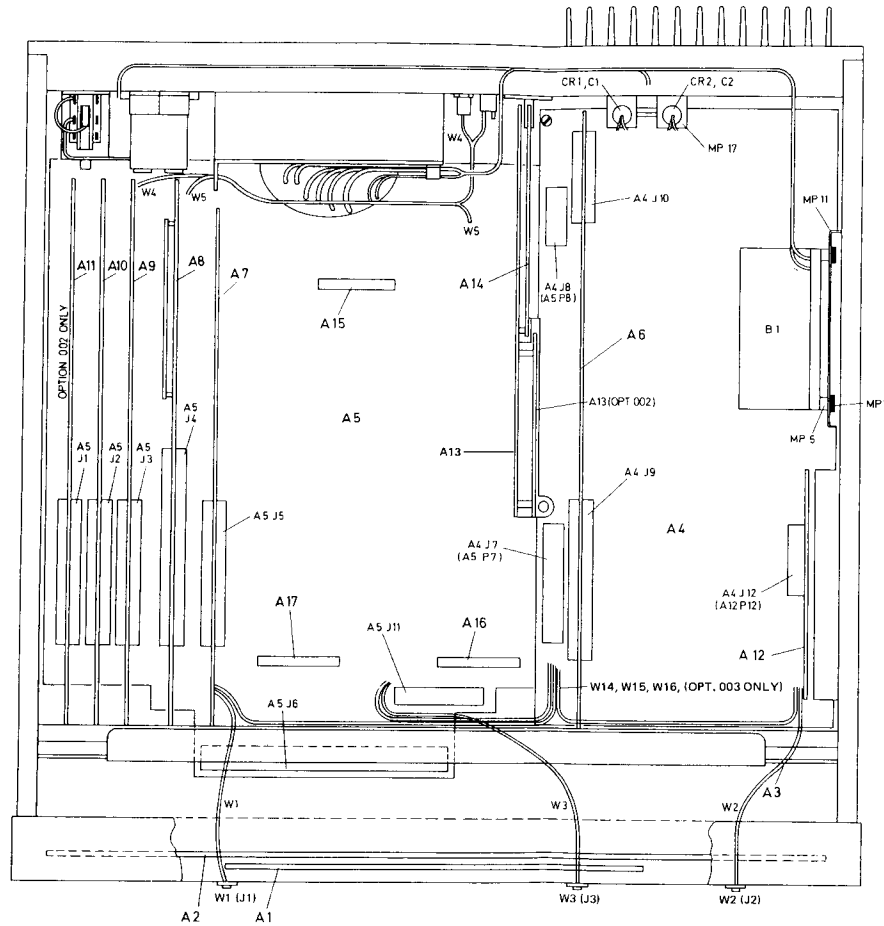 CR1, C1
CR2, C2
MP 17
W4
A4 J10
W4
W5
W5
MP 11
A11
A10
A9
A8
A7
A14
A4 J8
(A5 P8)
A15
A6
B1
OPTION 002 ONLY
A5
A13 (OPT 002)
MP
MP 5
A5
J4
A5
J1
A5
J2
A5
J3
A13
A4 J9
A5 J5
A4 J7
(A5 P7)
A4
A4 J12
(A12 P12)
A17
A16
A5 J11
A12
W14, W15, W16, (OPT. 003 ONLY)
A5 J6
A3
W1
W3
W2
W1 (J1)
W3 (J3)
W2 (J2)
A2
A1